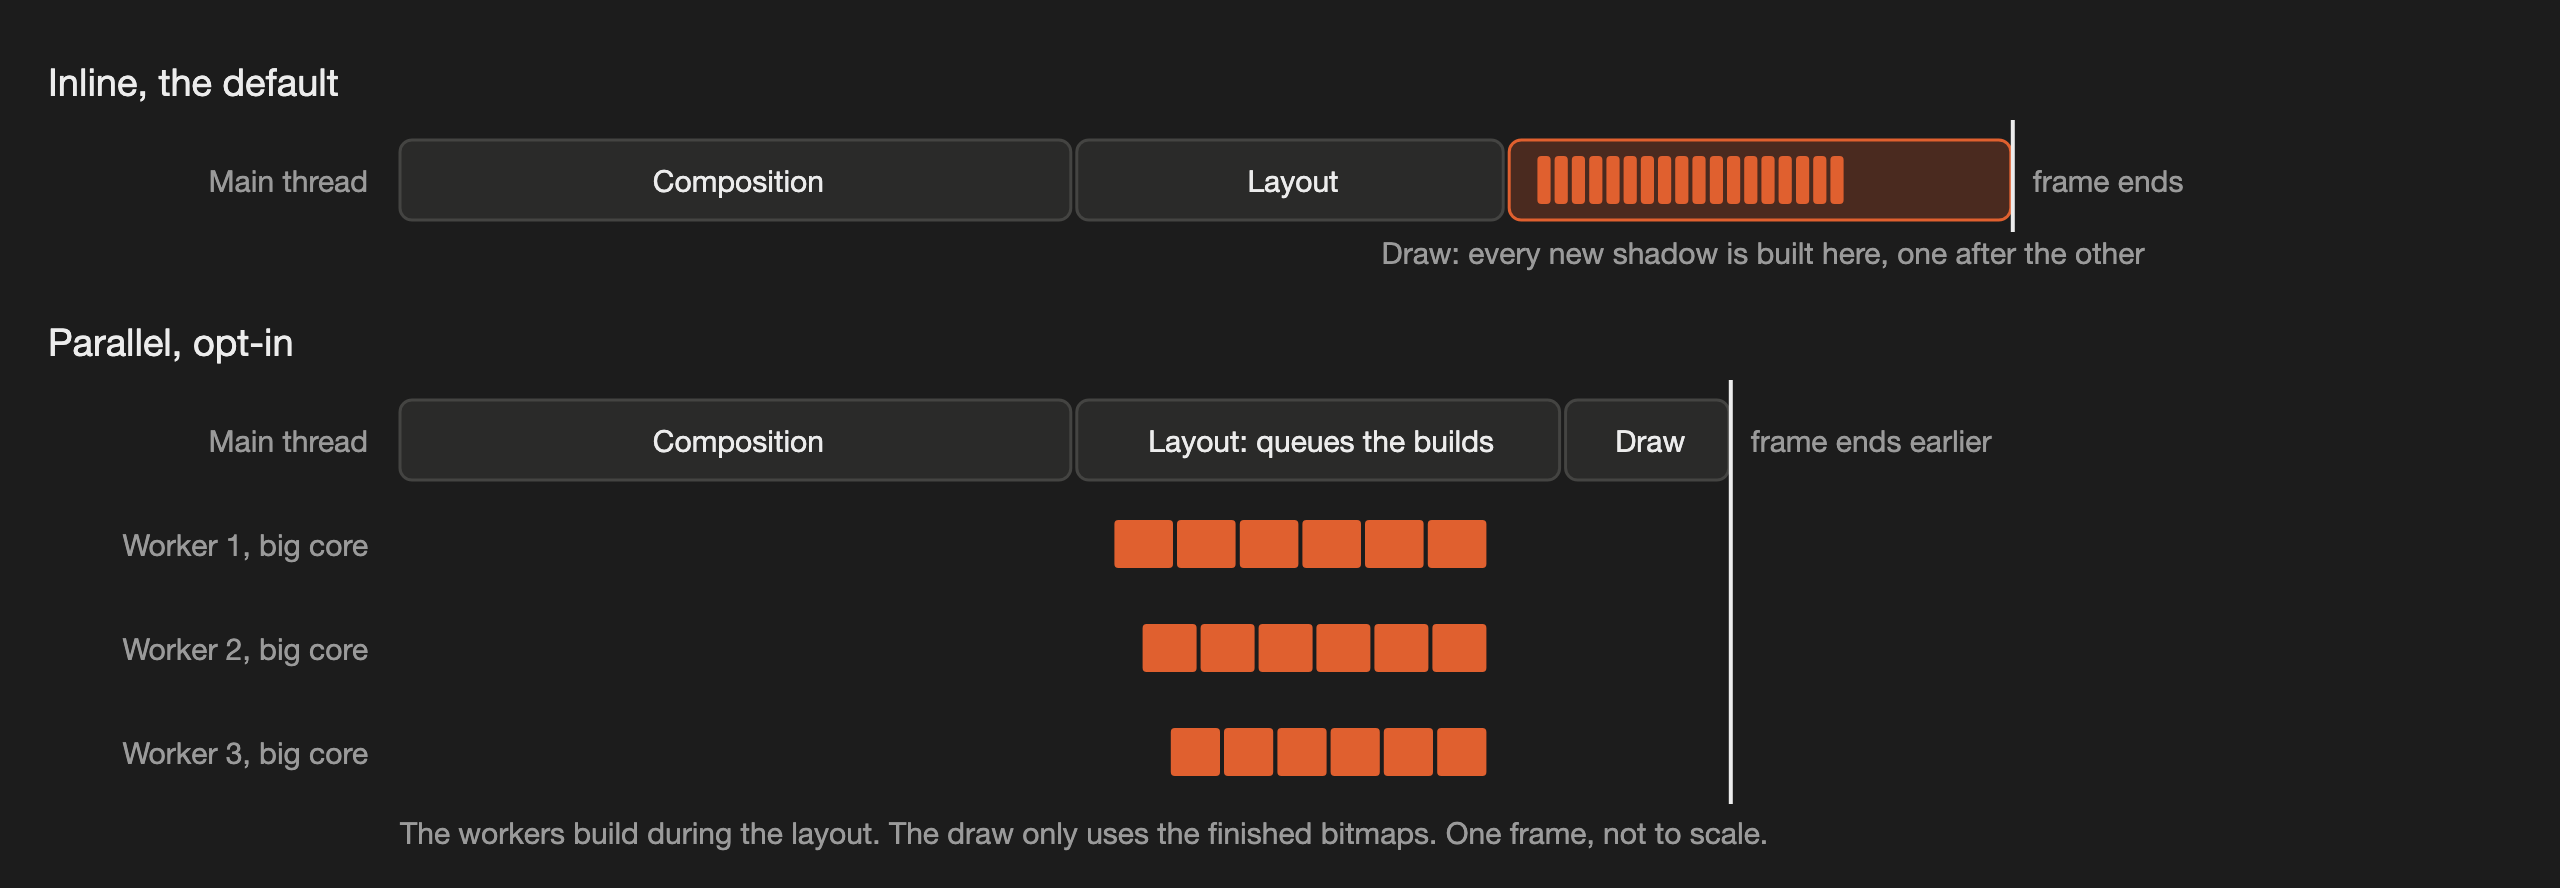 Inline, the default
Main thread
Composition
Layout
frame ends
Draw: every new shadow is built here, one after the other
Parallel, opt-in
Main thread
Composition
Layout: queues the builds
Draw
frame ends earlier
Worker 1, big core
Worker 2, big core
Worker 3, big core
The workers build during the layout. The draw only uses the finished bitmaps. One frame, not to scale.